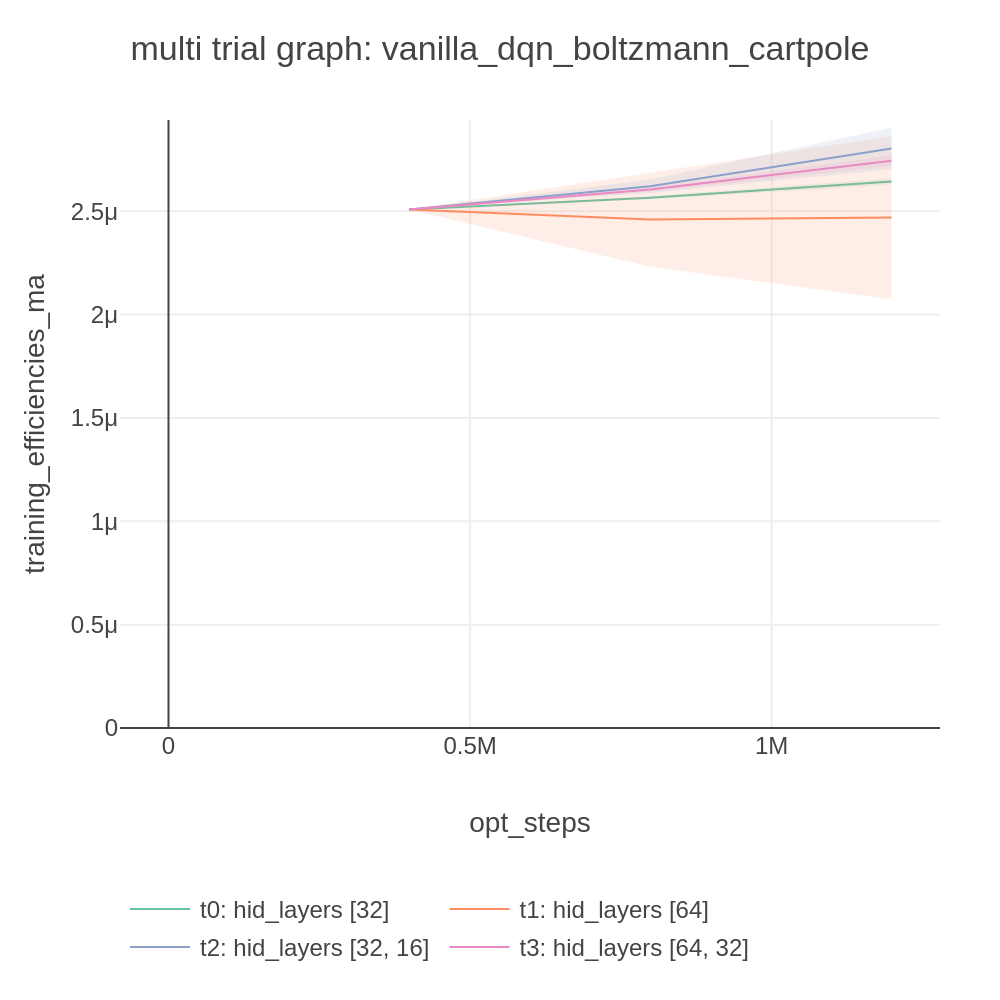 multi trial graph: vanilla_dqn_boltzmann_cartpole
training_efficiencies_ma
2.5μ
2μ
1.5μ
1μ
0.5μ
0
0
0.5M
1M
opt_steps
t0: hid_layers [32]
t1: hid_layers [64]
t2: hid_layers [32, 16]
t3: hid_layers [64, 32]